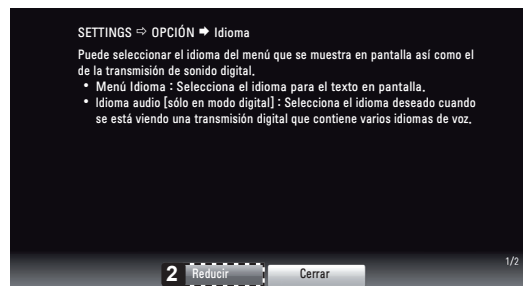 SETTINGS ⇨ OPCIÓN ➡ Idioma
Puede seleccionar el idioma del menú que se muestra en pantalla así como el
de la transmisión de sonido digital.
• Menú Idioma : Selecciona el idioma para el texto en pantalla.
• Idioma audio [sólo en modo digital] : Selecciona el idioma deseado cuando
se está viendo una transmisión digital que contiene varios idiomas de voz.
1/2
2 Reducir Cerrar